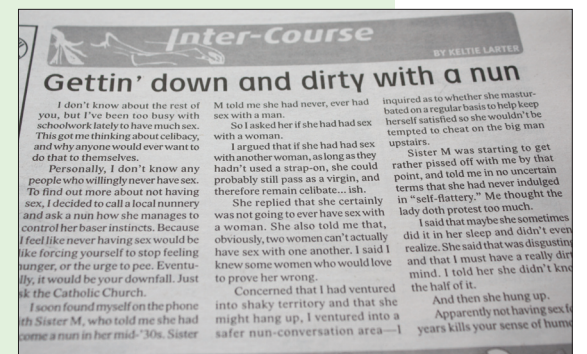 Inter-Course
BY KELTIE LARTER
Gettin' down and dirty with a nun
I don't know about the rest of
you, but I've been too busy with
schoolwork lately to have much sex.
This got me thinking about celibacy,
and why anyone would ever want to
do that to themselves.
Personally, I don't know any
people who willingly never have sex.
To find out more about not having
sex, I decided to call a local nunnery
and ask a nun how she manages to
control her baser instincts. Because
I feel like never having sex would be
like forcing yourself to stop feeling
hunger, or the urge to pee. Eventu-
lly, it would be your downfall. Just
sk the Catholic Church.
I soon found myself on the phone
ith Sister M, who told me she had
come a nun in her mid-'30s. Sister
M told me she had never, ever had
sex with a man.
So I asked her if she had had sex
with a woman.
I argued that if she had had sex
with another woman, as long as they
hadn't used a strap-on, she could
probably still pass as a virgin, and
therefore remain celibate... ish.
She replied that she certainly
was not going to ever have sex with
a woman. She also told me that,
obviously, two women can't actually
have sex with one another. I said I
knew some women who would love
to prove her wrong.
Concerned that I had ventured
into shaky territory and that she
might hang up, I ventured into a
safer nun-conversation area—I
inquired as to whether she mastur-
bated on a regular basis to help keep
herself satisfied so she wouldn't be
tempted to cheat on the big man
upstairs.
Sister M was starting to get
rather pissed off with me by that
point, and told me in no uncertain
terms that she had never indulged
in "self-flattery." Me thought the
lady doth protest too much.
I said that maybe she sometimes
did it in her sleep and didn't even
realize. She said that was disgusting
and that I must have a really dir
mind. I told her she didn't kno
the half of it.
And then she hung up.
Apparently not having sex fo
years kills your sense of humo